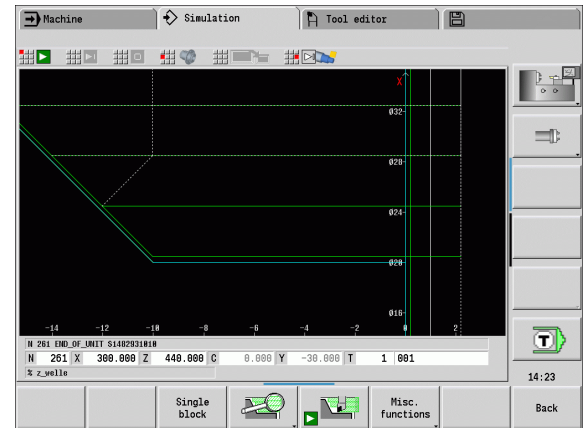 Machine
Simulation
Tool editor
X
ø32
ø28
ø24
ø20
ø16
-14 -12 -10 -8 -6 -4 -2 0 2
N 261 END_OF_UNIT S1482931010
N 261 X 300.000 Z 440.000 C 0.000 Y -30.000 T 1 001
% z_welle
T
14:23
Single block
Misc. functions
Back